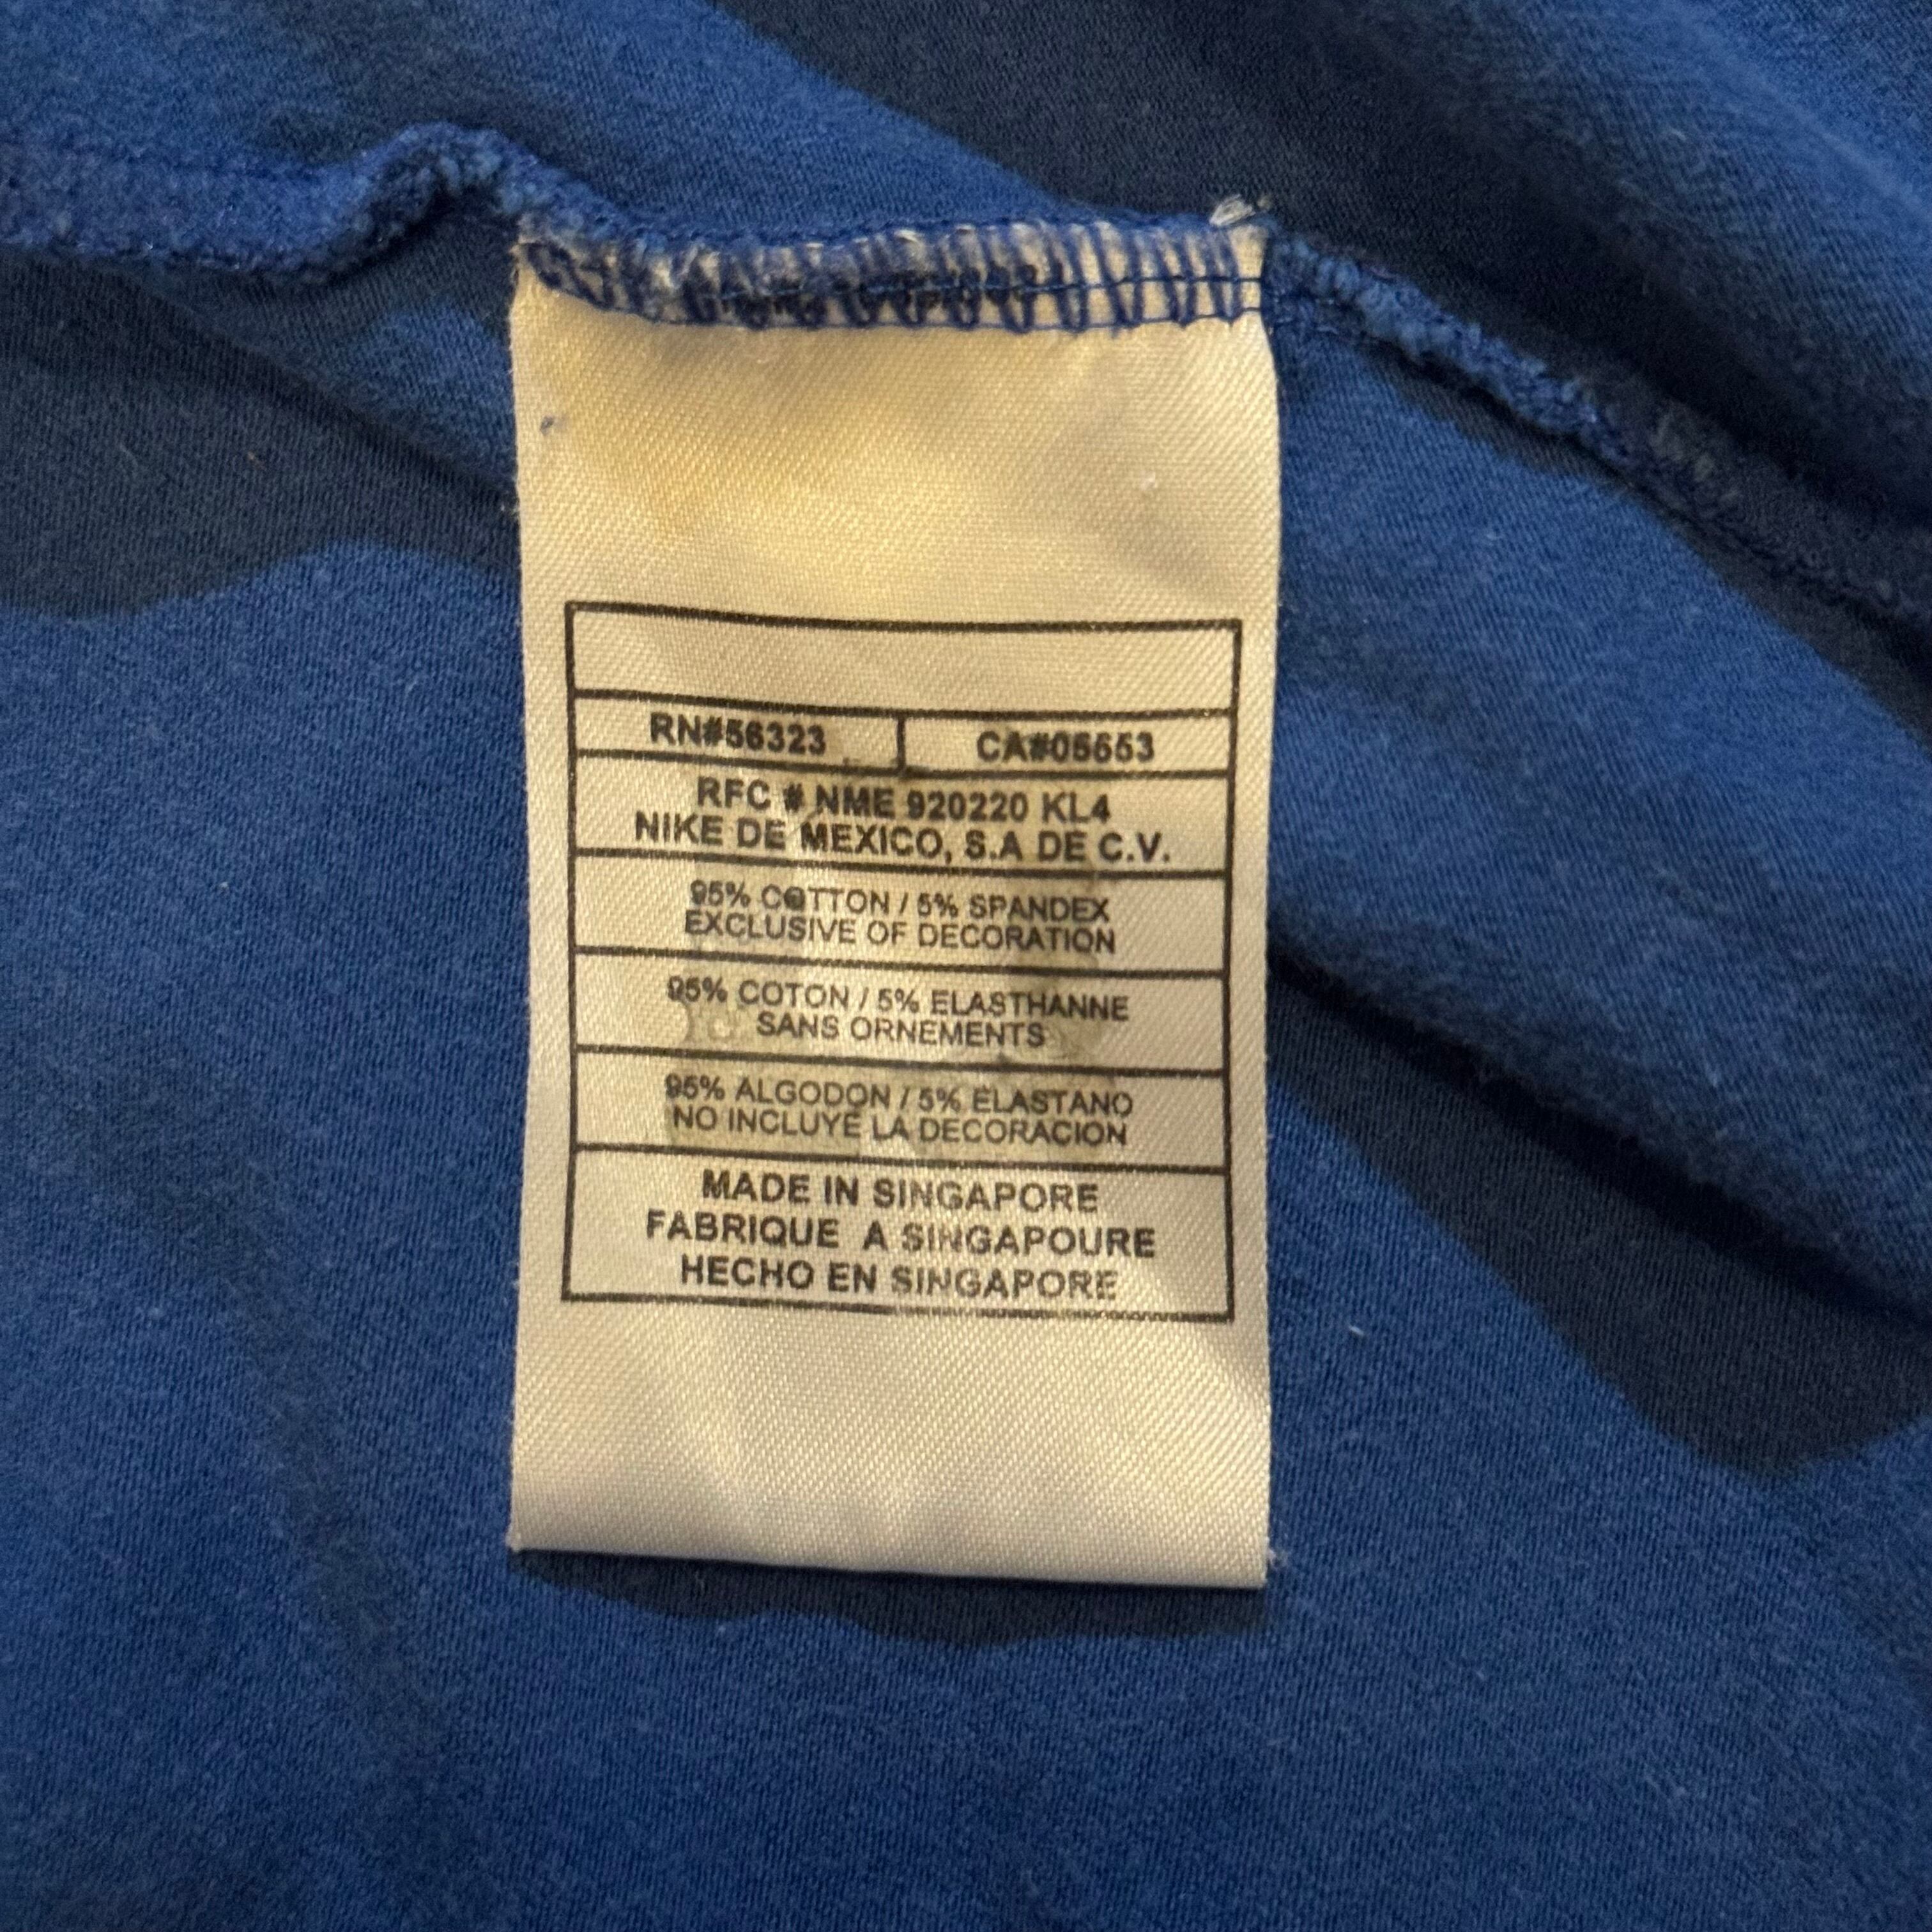 RN#56323
CA#05553
RFC # NME 920220 KL4
NIKE DE MEXICO, S.A DE C.V.
95% COTTON / 5% SPANDEX
EXCLUSIVE OF DECORATION
95% COTON / 5% ELASTHANNE
SANS ORNEMENTS
95% ALGODON / 5% ELASTANO
NO INCLUYE LA DECORACION
MADE IN SINGAPORE
FABRIQUE A SINGAPOURE
HECHO EN SINGAPORE